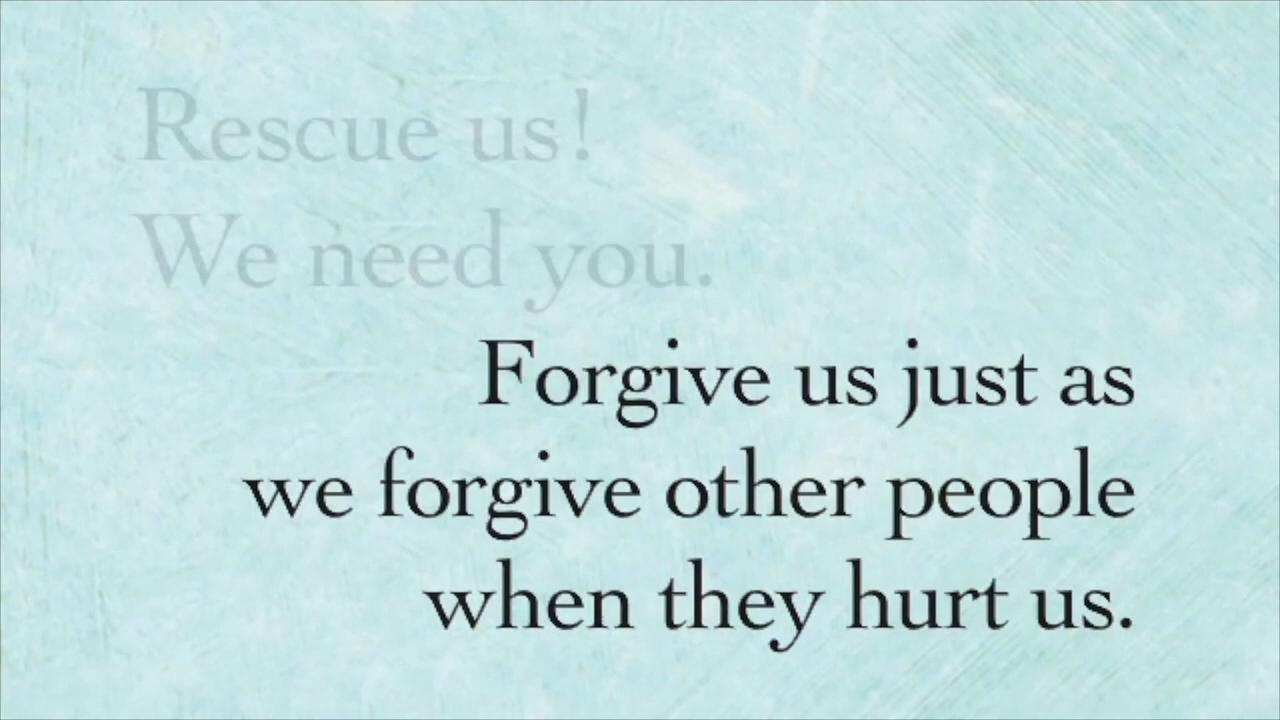 Rescue us!
We need you.
Forgive us just as
we forgive other people
when they hurt us.